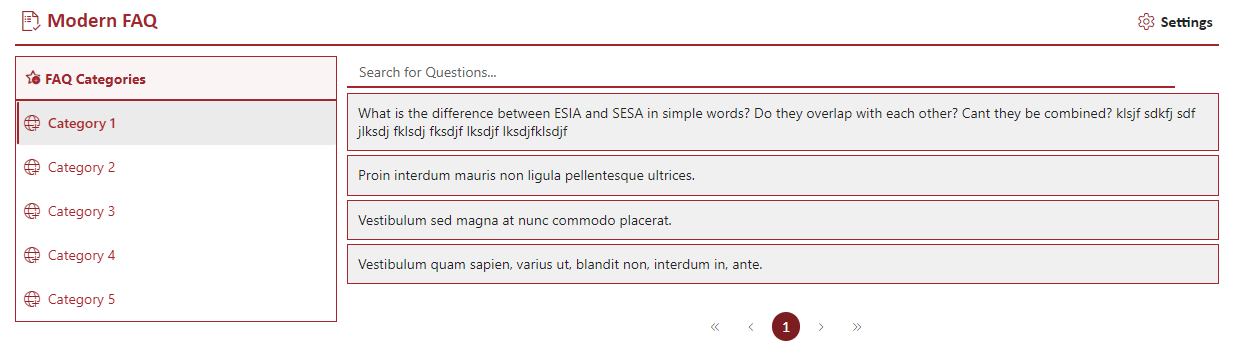 Modern FAQ
Settings
FAQ Categories
Category 1
Category 2
Category 3
Category 4
Category 5
Search for Questions...
What is the difference between ESIA and SESA in simple words? Do they overlap with each other? Cant they be combined? klsjf sdkfj sdf
jlksdj fklsdj fksdjf lksdjf lksdjfklsdjf
Proin interdum mauris non ligula pellentesque ultrices.
Vestibulum sed magna at nunc commodo placerat.
Vestibulum quam sapien, varius ut, blandit non, interdum in, ante.
« ‹ 1 › »